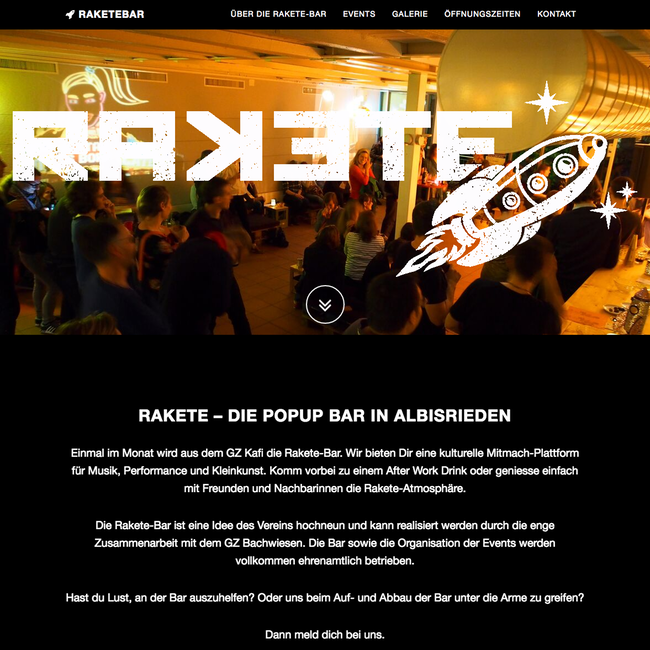 RAKETEBAR
ÜBER DIE RAKETE-BAR EVENTS GALERIE ÖFFNUNGSZEITEN KONTAKT
RAKETE
RAKETE – DIE POPUP BAR IN ALBISRIEDEN
Einmal im Monat wird aus dem GZ Kafi die Rakete-Bar. Wir bieten Dir eine kulturelle Mitmach-Plattform
für Musik, Performance und Kleinkunst. Komm vorbei zu einem After Work Drink oder geniesse einfach
mit Freunden und Nachbarinnen die Rakete-Atmosphäre.
Die Rakete-Bar ist eine Idee des Vereins hochneun und kann realisiert werden durch die enge
Zusammenarbeit mit dem GZ Bachwiesen. Die Bar sowie die Organisation der Events werden
vollkommen ehrenamtlich betrieben.
Hast du Lust, an der Bar auszuhelfen? Oder uns beim Auf- und Abbau der Bar unter die Arme zu greifen?
Dann meld dich bei uns.